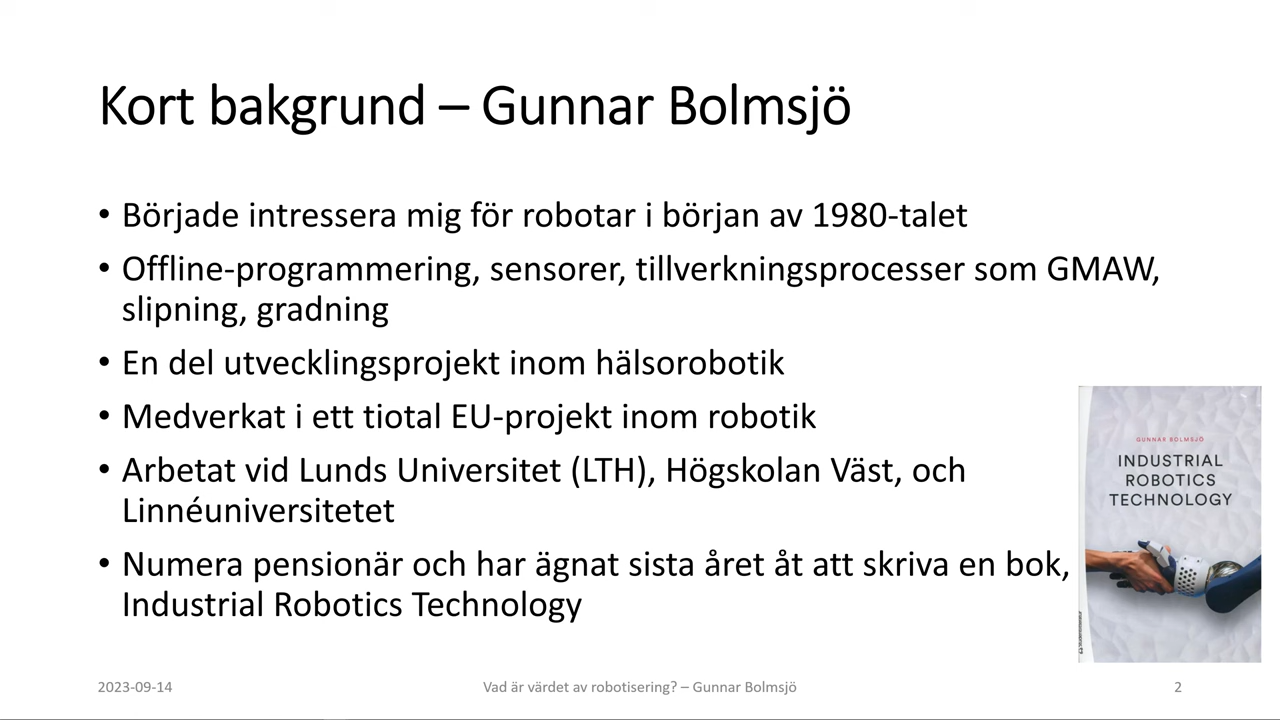 Kort bakgrund – Gunnar Bolmsjö
• Började intressera mig för robotar i början av 1980-talet
• Offline-programmering, sensorer, tillverkningsprocesser som GMAW,
slipning, gradning
• En del utvecklingsprojekt inom hälsorobotik
• Medverkat i ett tiotal EU-projekt inom robotik
• Arbetat vid Lunds Universitet (LTH), Högskolan Väst, och
Linnéuniversitetet
• Numera pensionär och har ägnat sista året åt att skriva en bok,
Industrial Robotics Technology
GUNNAR BOLMSJÖ
INDUSTRIAL
ROBOTICS
TECHNOLOGY
2023-09-14
Vad är värdet av robotisering? – Gunnar Bolmsjö
2